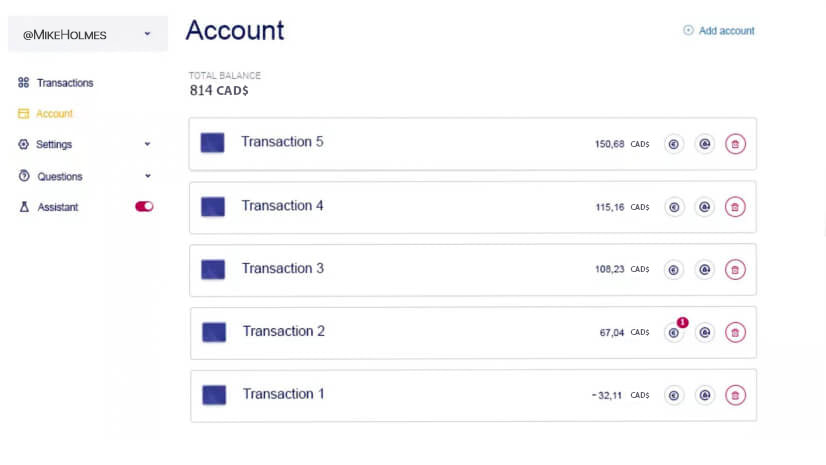 @MIKEHOLMES
Account
Add account
Transactions
Account
Settings
Questions
Assistant
TOTAL BALANCE
814 CAD$
Transaction 5 150,68 CAD$
Transaction 4 115,16 CAD$
Transaction 3 108,23 CAD$
Transaction 2 67,04 CAD$ 1
Transaction 1 -32,11 CAD$